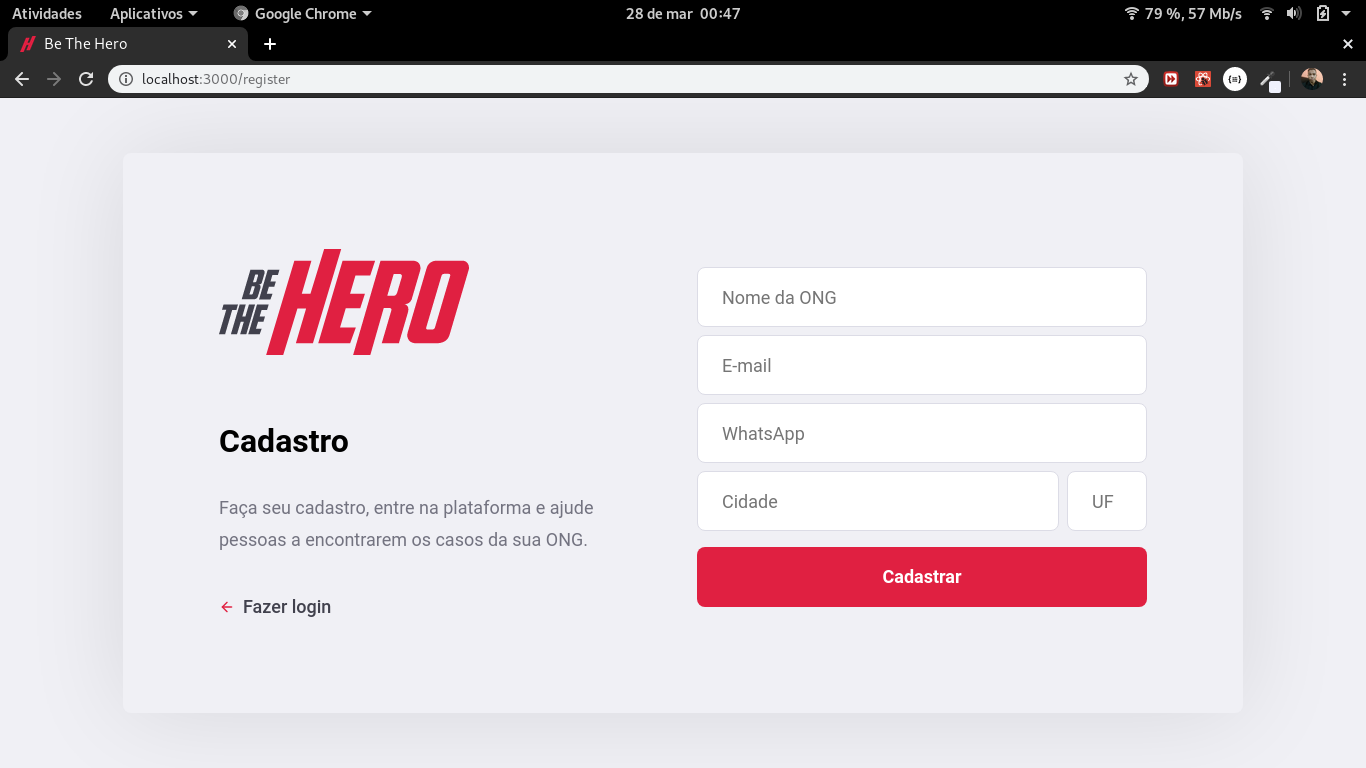 Atividades Aplicativos Google Chrome 28 de mar 00:47 79 %, 57 Mb/s
Be The Hero
localhost:3000/register
BE THE HERO
Cadastro
Faça seu cadastro, entre na plataforma e ajude
pessoas a encontrarem os casos da sua ONG.
Fazer login
Nome da ONG
E-mail
WhatsApp
Cidade UF
Cadastrar